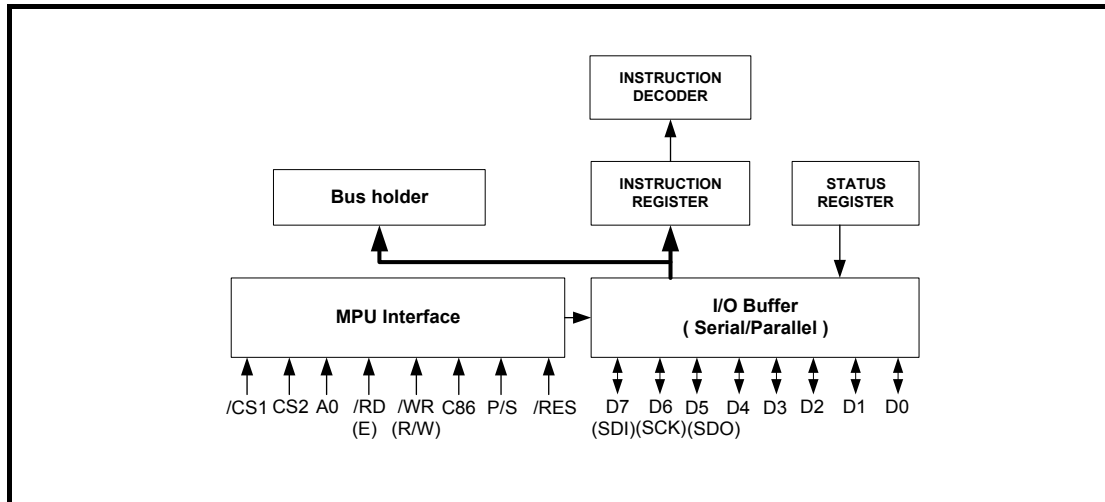 INSTRUCTION
DECODER
Bus holder
INSTRUCTION
REGISTER
STATUS
REGISTER
MPU Interface
I/O Buffer
( Serial/Parallel )
/CS1 CS2 A0 /RD /WR C86 P/S /RES D7 D6 D5 D4 D3 D2 D1 D0
(E) (R/W) (SDI) (SCK) (SDO)